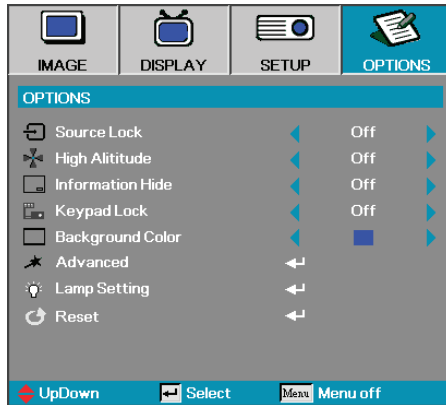 IMAGE DISPLAY SETUP OPTIONS
OPTIONS
Source Lock Off
High Alititude Off
Information Hide Off
Keypad Lock Off
Background Color
Advanced
Lamp Setting
Reset
UpDown Select Menu Menu off